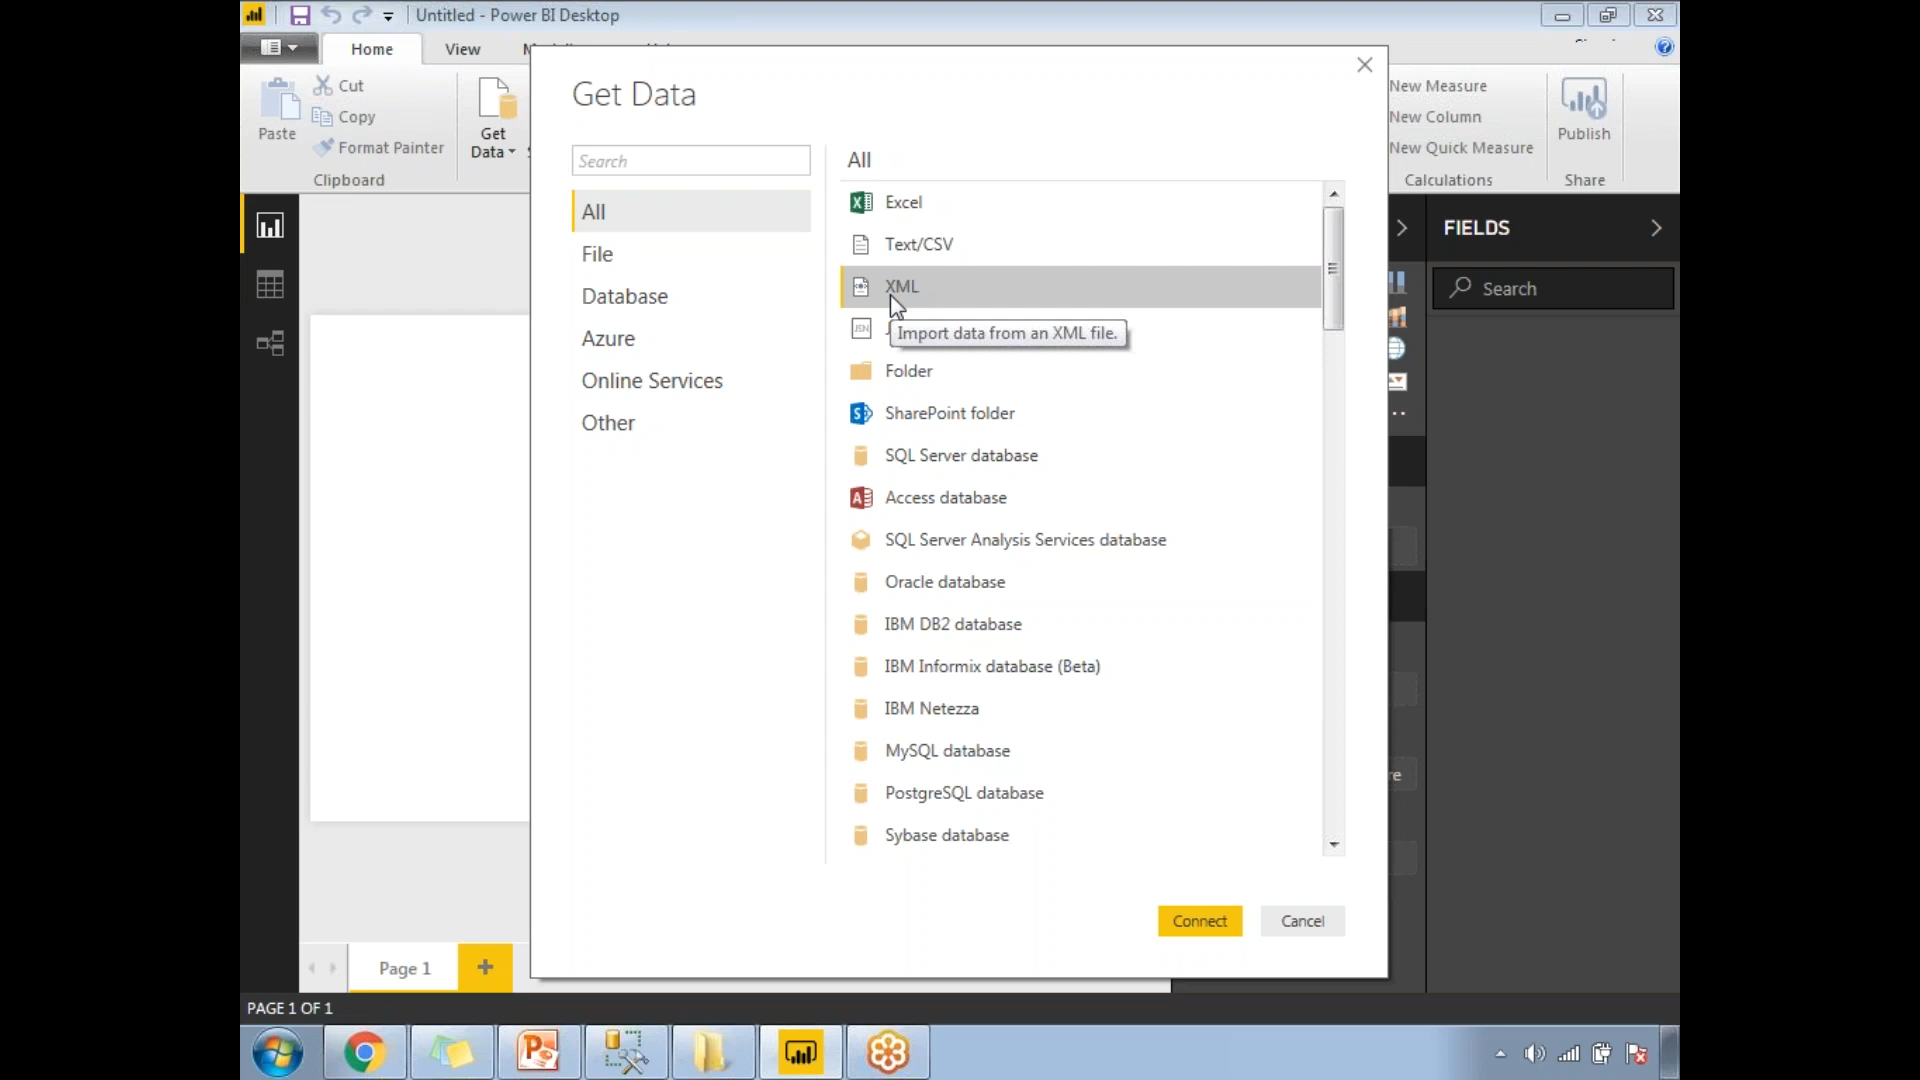 Untitled - Power BI Desktop
Home
View
Paste
Cut
Copy
Format Painter
Clipboard
Get
Data
New Measure
New Column
New Quick Measure
Calculations
Publish
Share
Get Data
Search
All
File
Database
Azure
Online Services
Other
All
Excel
Text/CSV
XML
JSN
Import data from an XML file.
Folder
SharePoint folder
SQL Server database
Access database
SQL Server Analysis Services database
Oracle database
IBM DB2 database
IBM Informix database (Beta)
IBM Netezza
MySQL database
PostgreSQL database
Sybase database
Connect
Cancel
FIELDS
Search
re
Page 1
PAGE 1 OF 1